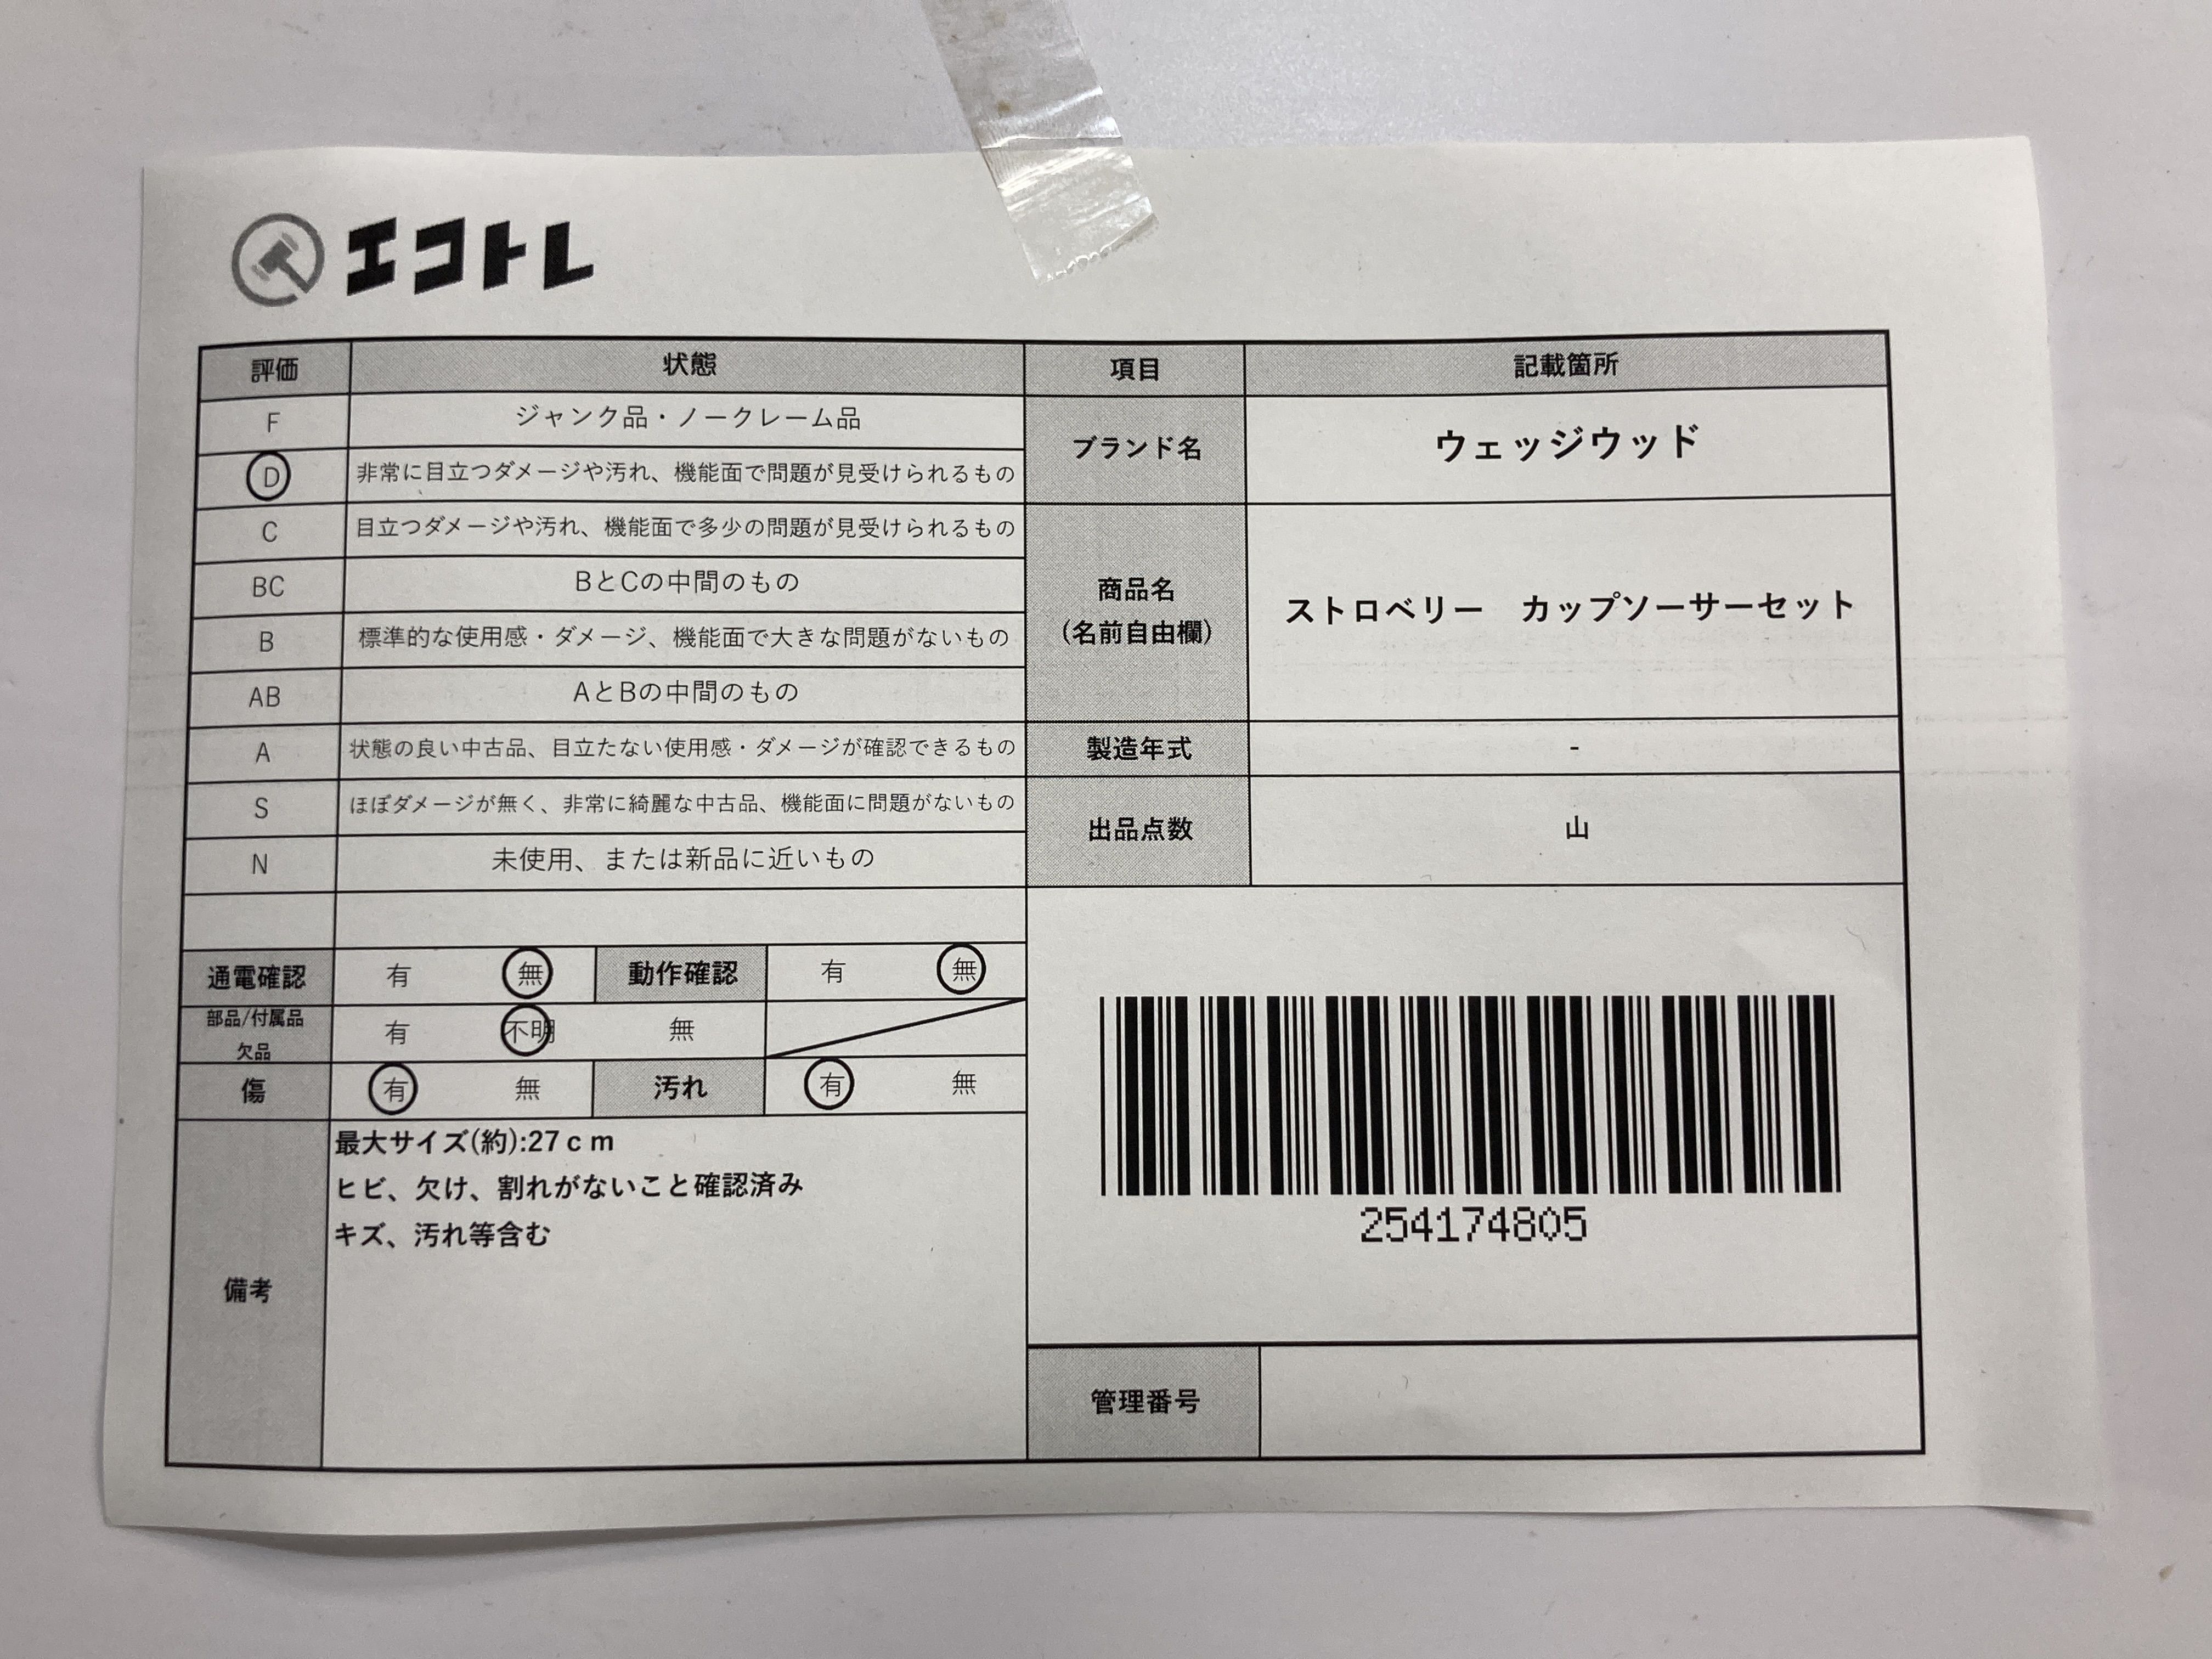 エコトレ
評価 状態 項目 記載箇所
F ジャンク品・ノークレーム品
D 非常に目立つダメージや汚れ、機能面で問題が見受けられるもの
C 目立つダメージや汚れ、機能面で多少の問題が見受けられるもの
BC BとCの中間のもの
B 標準的な使用感・ダメージ、機能面で大きな問題がないもの
AB AとBの中間のもの
A 状態の良い中古品、目立たない使用感・ダメージが確認できるもの
S ほぼダメージが無く、非常に綺麗な中古品、機能面に問題がないもの
N 未使用、または新品に近いもの
ブランド名 ウェッジウッド
商品名
(名前自由欄)
ストロベリー　カップソーサーセット
製造年式 -
出品点数 山
通電確認 有 無 動作確認 有 無
部品/付属品
欠品
有 不明 無
傷 有 無 汚れ 有 無
備考
最大サイズ(約):27ｃｍ
ヒビ、欠け、割れがないこと確認済み
キズ、汚れ等含む
254174805
管理番号